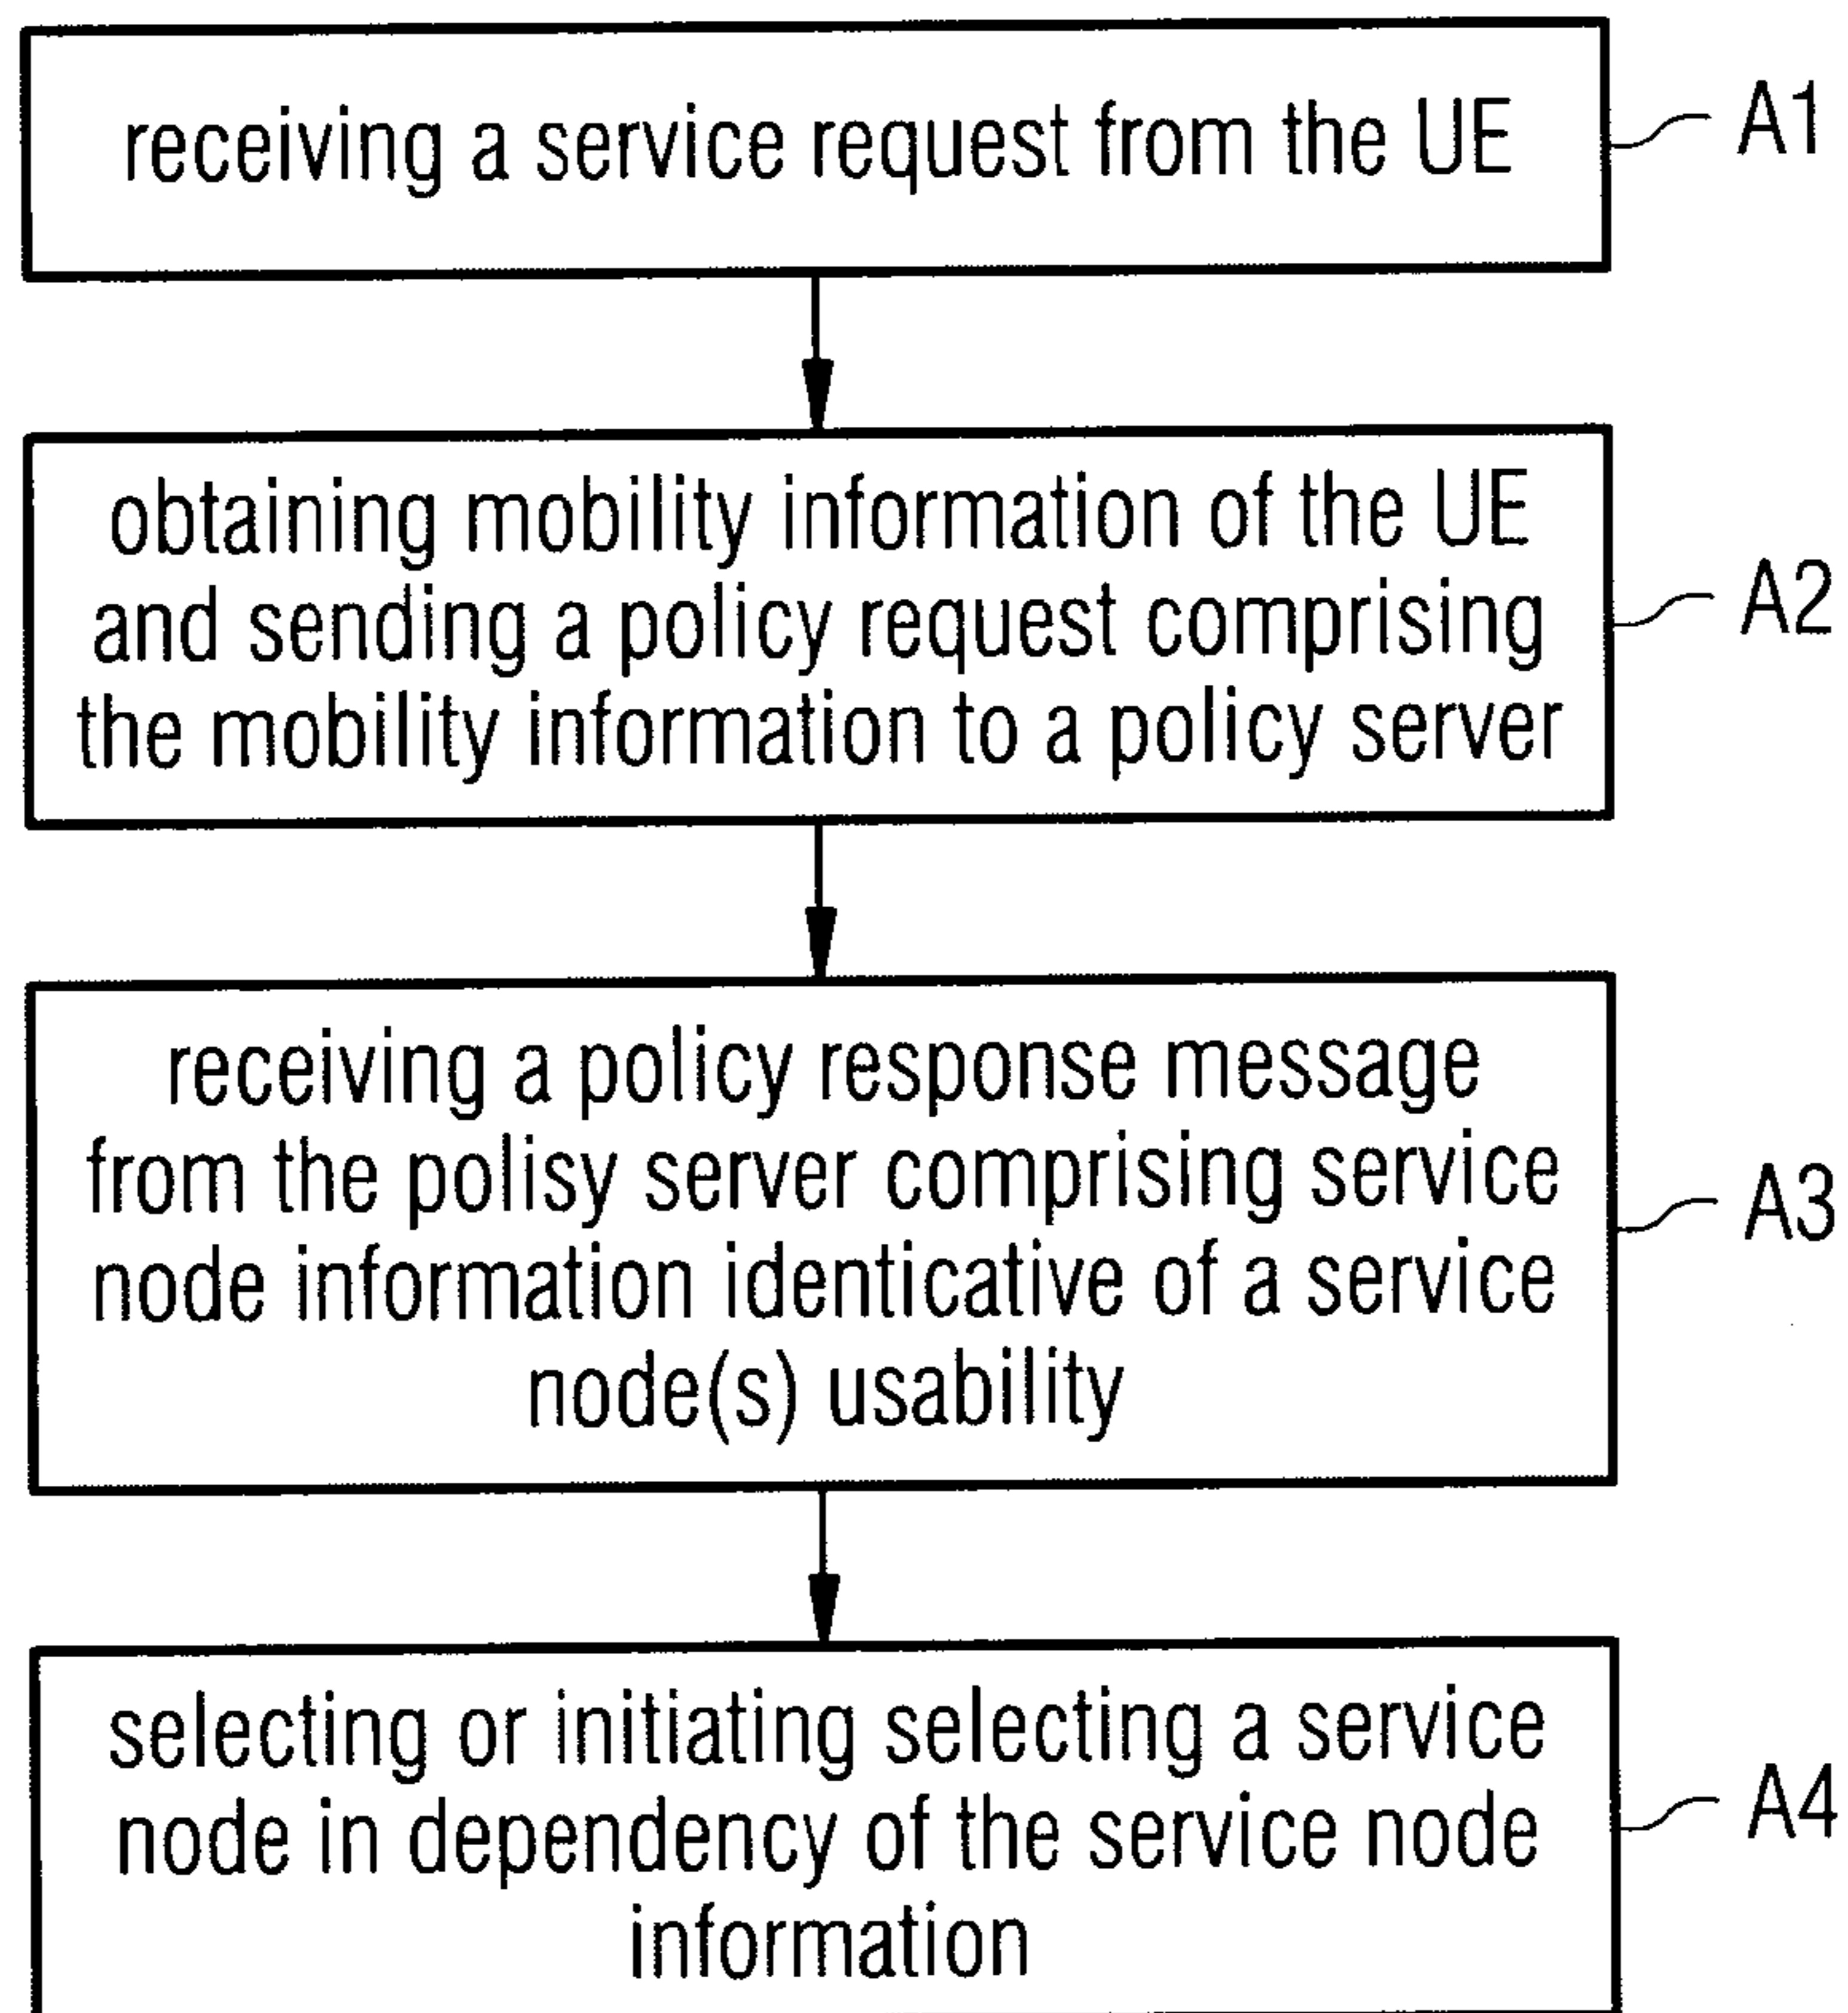 receiving a service request from the UE
A1
obtaining mobility information of the UE
and sending a policy request comprising
the mobility information to a policy server
A2
receiving a policy response message
from the polisy server comprising service
node information identicative of a service
node(s) usability
A3
selecting or initiating selecting a service
node in dependency of the service node
information
A4